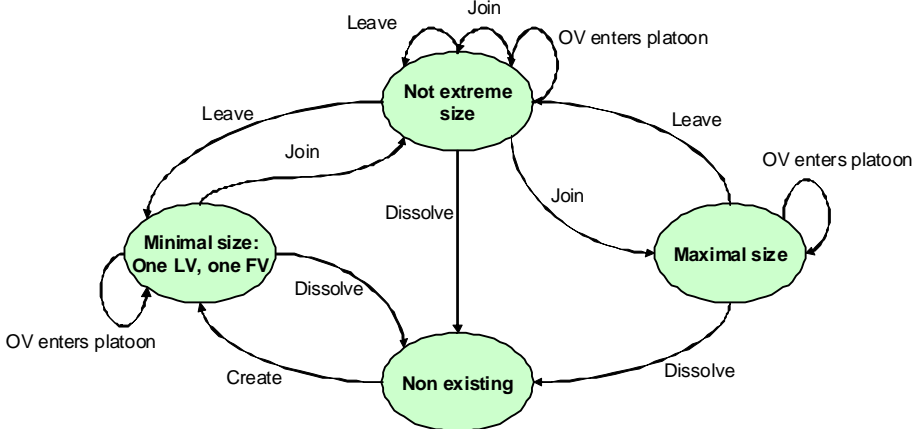 Join
Leave
OV enters platoon
Not extreme
size
Leave
Leave
Join
OV enters platoon
Join
Dissolve
Minimal size:
One LV, one FV
Maximal size
Dissolve
OV enters platoon
Create
Non existing
Dissolve